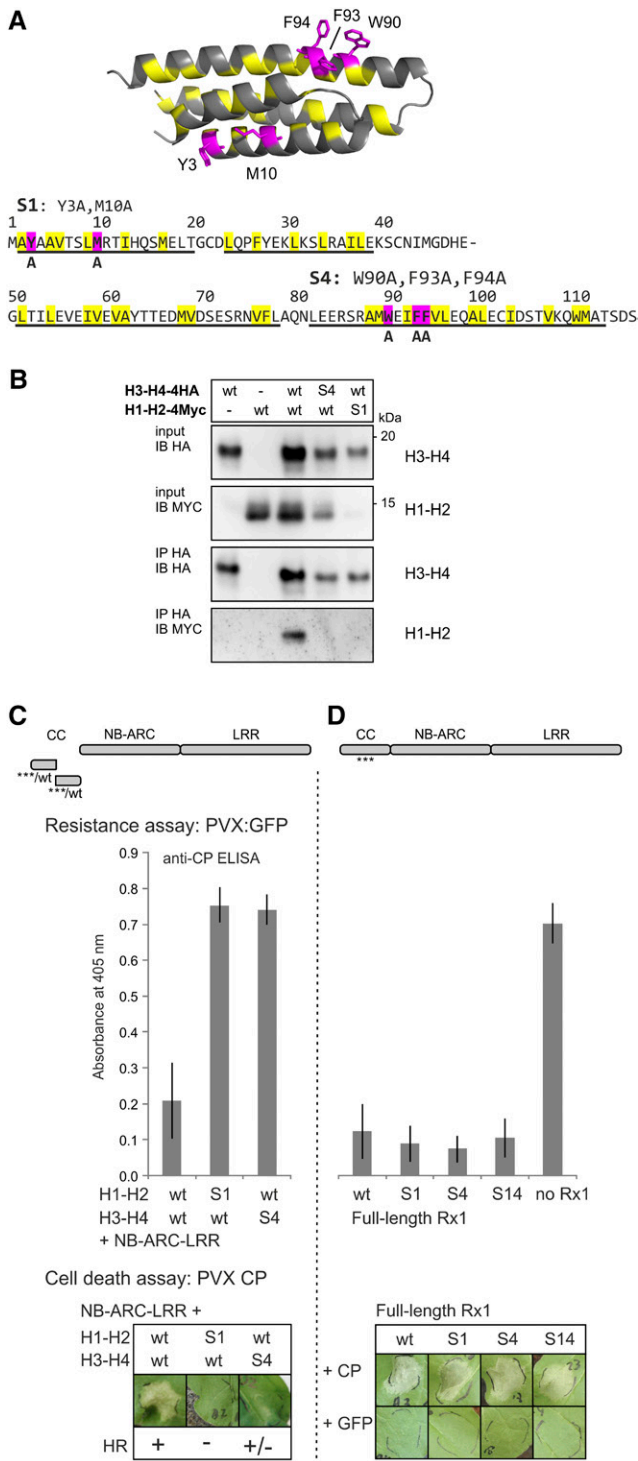 A
F94
F93
W90
Y3
M10
S1: Y3A,M10A
1 10 20 30 40
MAYAAVTSLMRTIHQSMELTGCDLQPFYEKLKSLRAILEKSCNIMGDHE-
A A
S4: W90A,F93A,F94A
50 60 70 80 90 100 110
GLTILEVEIVEVAYTTEDMVDSESRNVFLAQNLEERSRAMWEIFFVLEQALECIDSTVKQWMATSDS
A AA
B
H3-H4-4HA wt - wt S4 wt
H1-H2-4Myc - wt wt wt S1
kDa
input
IB HA
20
H3-H4
input
IB MYC
15
H1-H2
IP HA
IB HA
H3-H4
IP HA
IB MYC
H1-H2
C
CC NB-ARC LRR
***/wt
***/wt
D
CC NB-ARC LRR
***
Resistance assay: PVX:GFP
anti-CP ELISA
Absorbance at 405 nm
0.9
0.8
0.7
0.6
0.5
0.4
0.3
0.2
0.1
0.0
H1-H2 wt S1 wt
H3-H4 wt wt S4
+ NB-ARC-LRR
wt S1 S4 S14 no Rx1
Full-length Rx1
Cell death assay: PVX CP
NB-ARC-LRR +
H1-H2 wt S1 wt
H3-H4 wt wt S4
HR + - +/-
Full-length Rx1
wt S1 S4 S14
+ CP
+ GFP